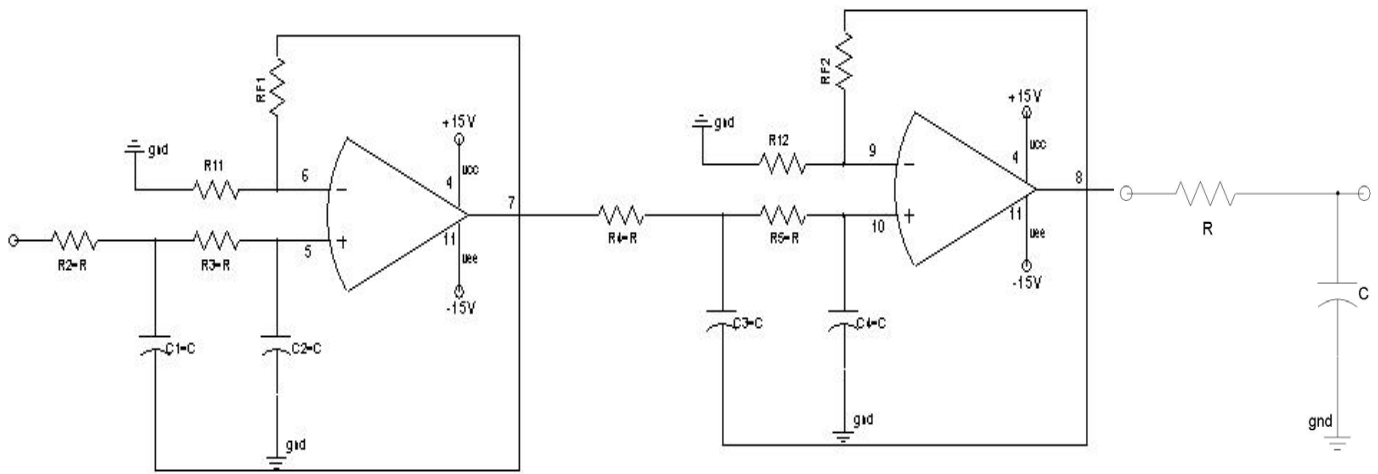 RF1
RF2
+15V
+15V
gnd
R11
6
4
ucc
7
gnd
R12
9
4
ucc
8
R2=R
R3=R
5
11
uee
-15V
R4=R
R5=R
10
11
uee
-15V
R
C1=C
C2=C
C3=C
C4=C
C
gnd
gnd
gnd